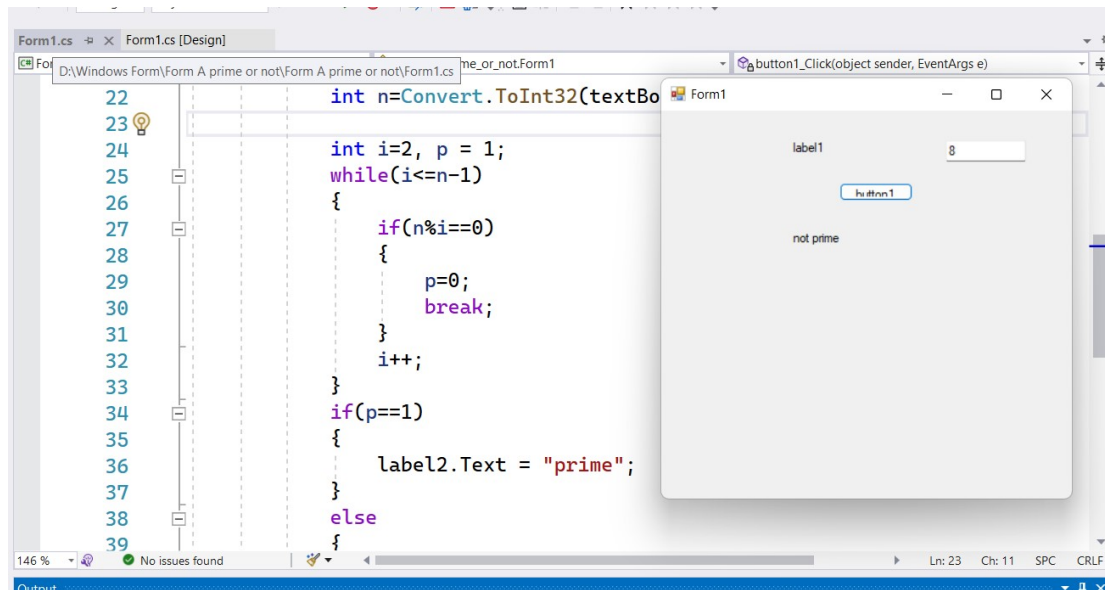 Form1.cs
Form1.cs [Design]
D:\Windows Form\Form A prime or not\Form A prime or not\Form1.cs
me_or_not.Form1
button1_Click(object sender, EventArgs e)
22 int n=Convert.ToInt32(textBo
23
24 int i=2, p = 1;
25 while(i<=n-1)
26 {
27 if(n%i==0)
28 {
29 p=0;
30 break;
31 }
32 i++;
33 }
34 if(p==1)
35 {
36 label2.Text = "prime";
37 }
38 else
39 {
Form1
label1
8
button1
not prime
146 %
No issues found
Ln: 23 Ch: 11 SPC CRLF
Output